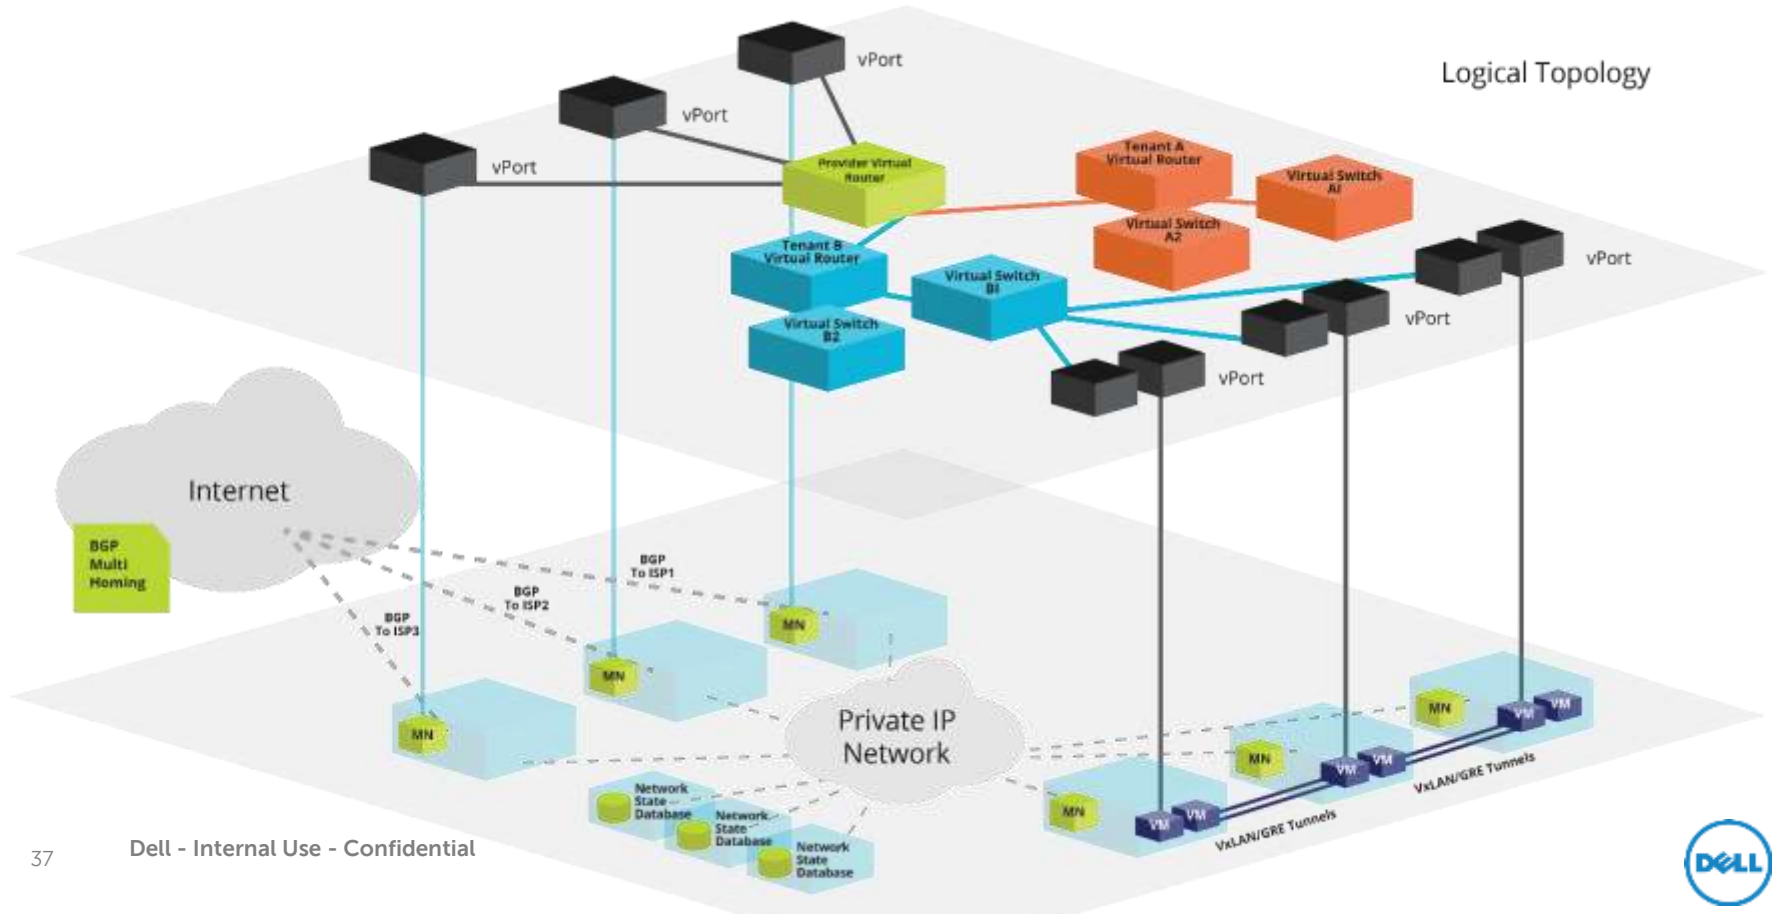 Logical Topology
vPort
vPort
vPort
Provider Virtual
Router
Tenant A
Virtual Router
Virtual Switch
A1
Virtual Switch
A2
Tenant B
Virtual Router
Virtual Switch
B1
Virtual Switch
B2
vPort
vPort
vPort
Internet
BGP
Multi
Homing
BGP
To ISP1
BGP
To ISP2
BGP
To ISP3
MN
MN
MN
Private IP
Network
MN
MN
MN
VM
VM
VM
VM
VM
VM
VxLAN/GRE Tunnels
VxLAN/GRE Tunnels
Network
State
Database
Network
State
Database
Network
State
Database
37
Dell - Internal Use - Confidential
DELL